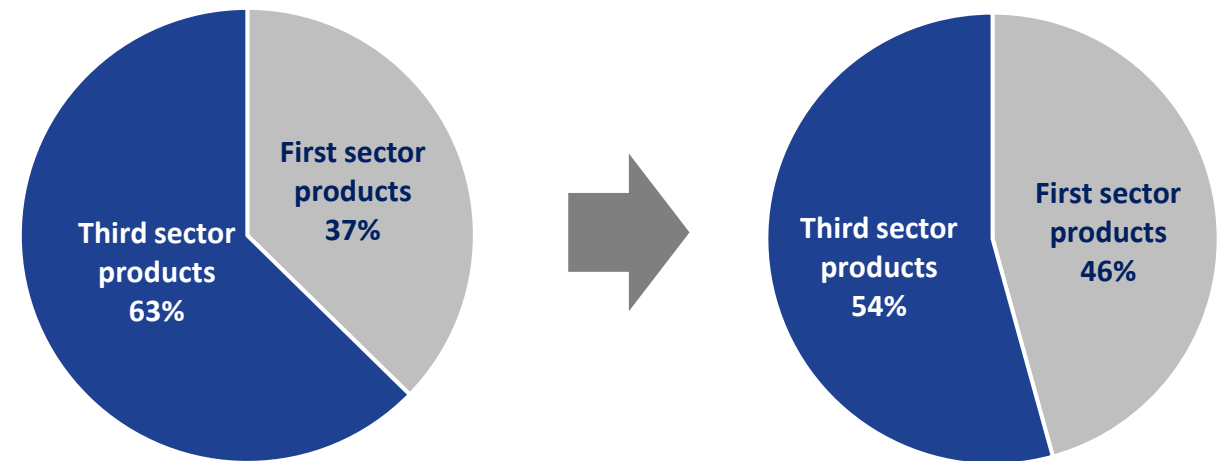 First sector
products
37%
Third sector
products
63%
First sector
products
46%
Third sector
products
54%